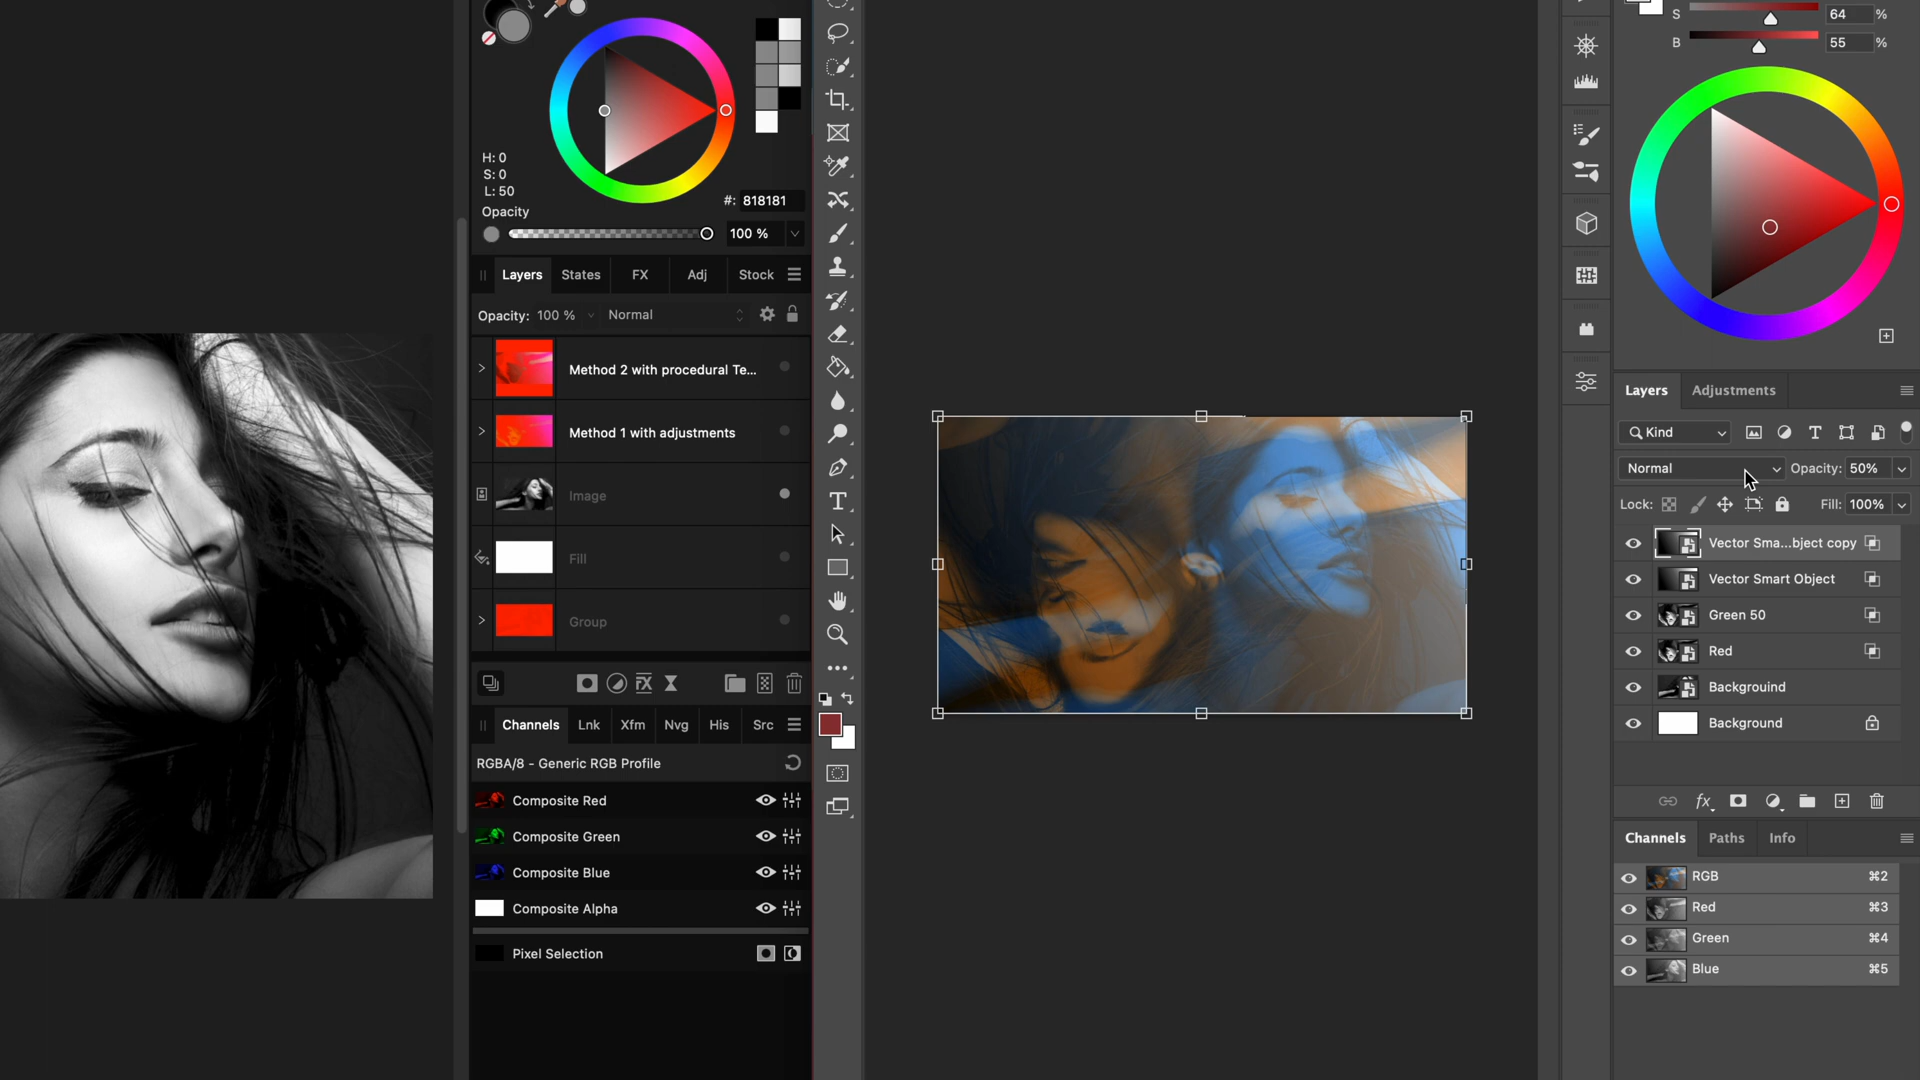 H: 0
S: 0
L: 50
#: 818181
Opacity
100 %
Layers
States
FX
Adj
Stock
Opacity: 100 %
Normal
Method 2 with procedural Te...
Method 1 with adjustments
Image
Fill
Group
Channels
Lnk
Xfm
Nvg
His
Src
RGBA/8 - Generic RGB Profile
Composite Red
Composite Green
Composite Blue
Composite Alpha
Pixel Selection
S 64 %
B 55 %
Layers
Adjustments
Kind
Normal
Opacity: 50%
Lock:
Fill: 100%
Vector Sma...bject copy
Vector Smart Object
Green 50
Red
Backgroiund
Background
Channels
Paths
Info
RGB ⌘2
Red ⌘3
Green ⌘4
Blue ⌘5